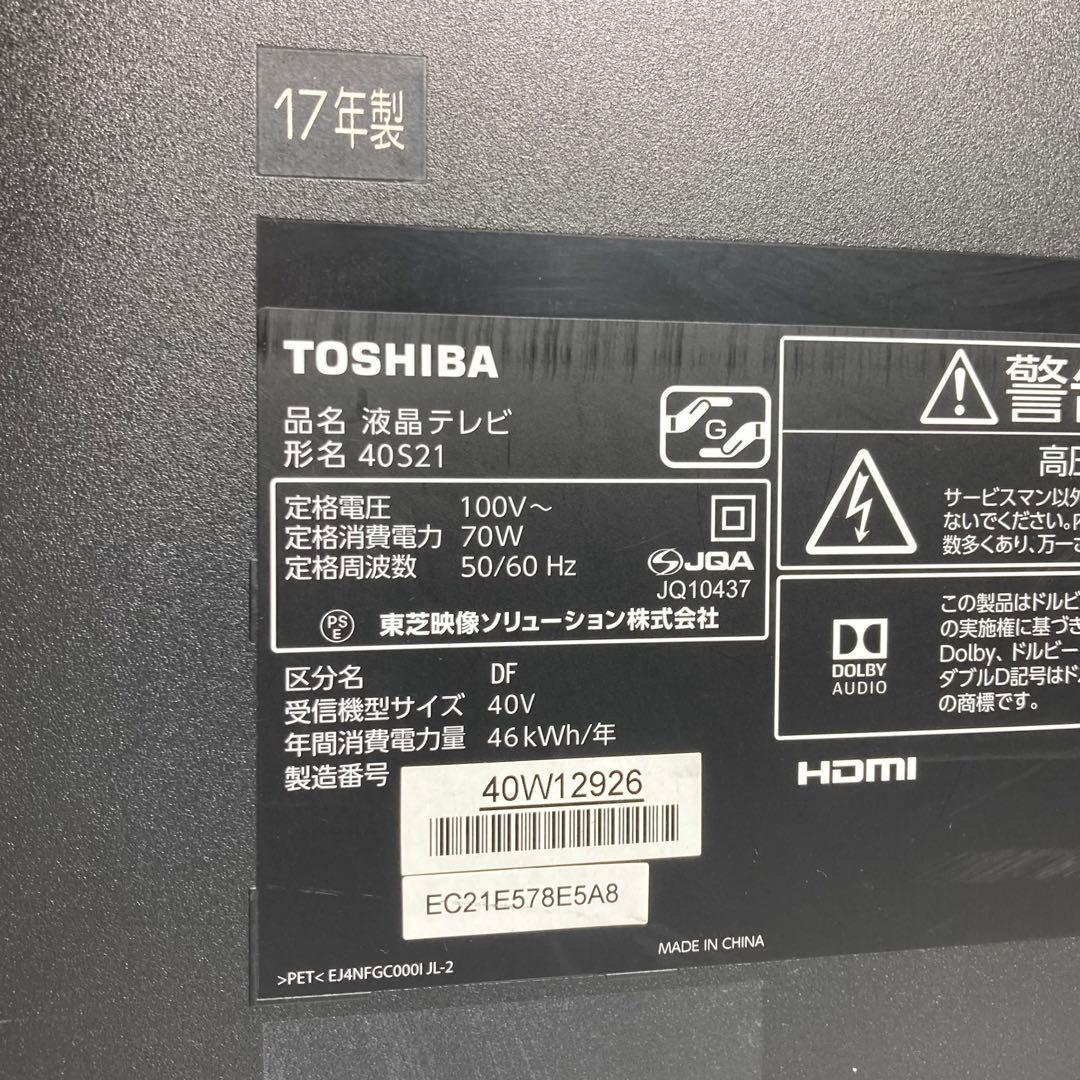 17年製
TOSHIBA
品名 液晶テレビ
形名 40S21
G
定格電圧 100V～
定格消費電力 70W
定格周波数 50/60 Hz
JQA
JQ10437
PS
E
東芝映像ソリューション株式会社
区分名 DF
受信機型サイズ 40V
年間消費電力量 46kWh/年
製造番号
40W12926
EC21E578E5A8
MADE IN CHINA
>PET< EJ4NFGC000I JL-2
警
高
サービスマン以
ないでください。
数多くあり、万一
DOLBY
AUDIO
この製品はドルビ
の実施権に基づき
Dolby、ドルビー
ダブルD記号はド
の商標です。
HDMI